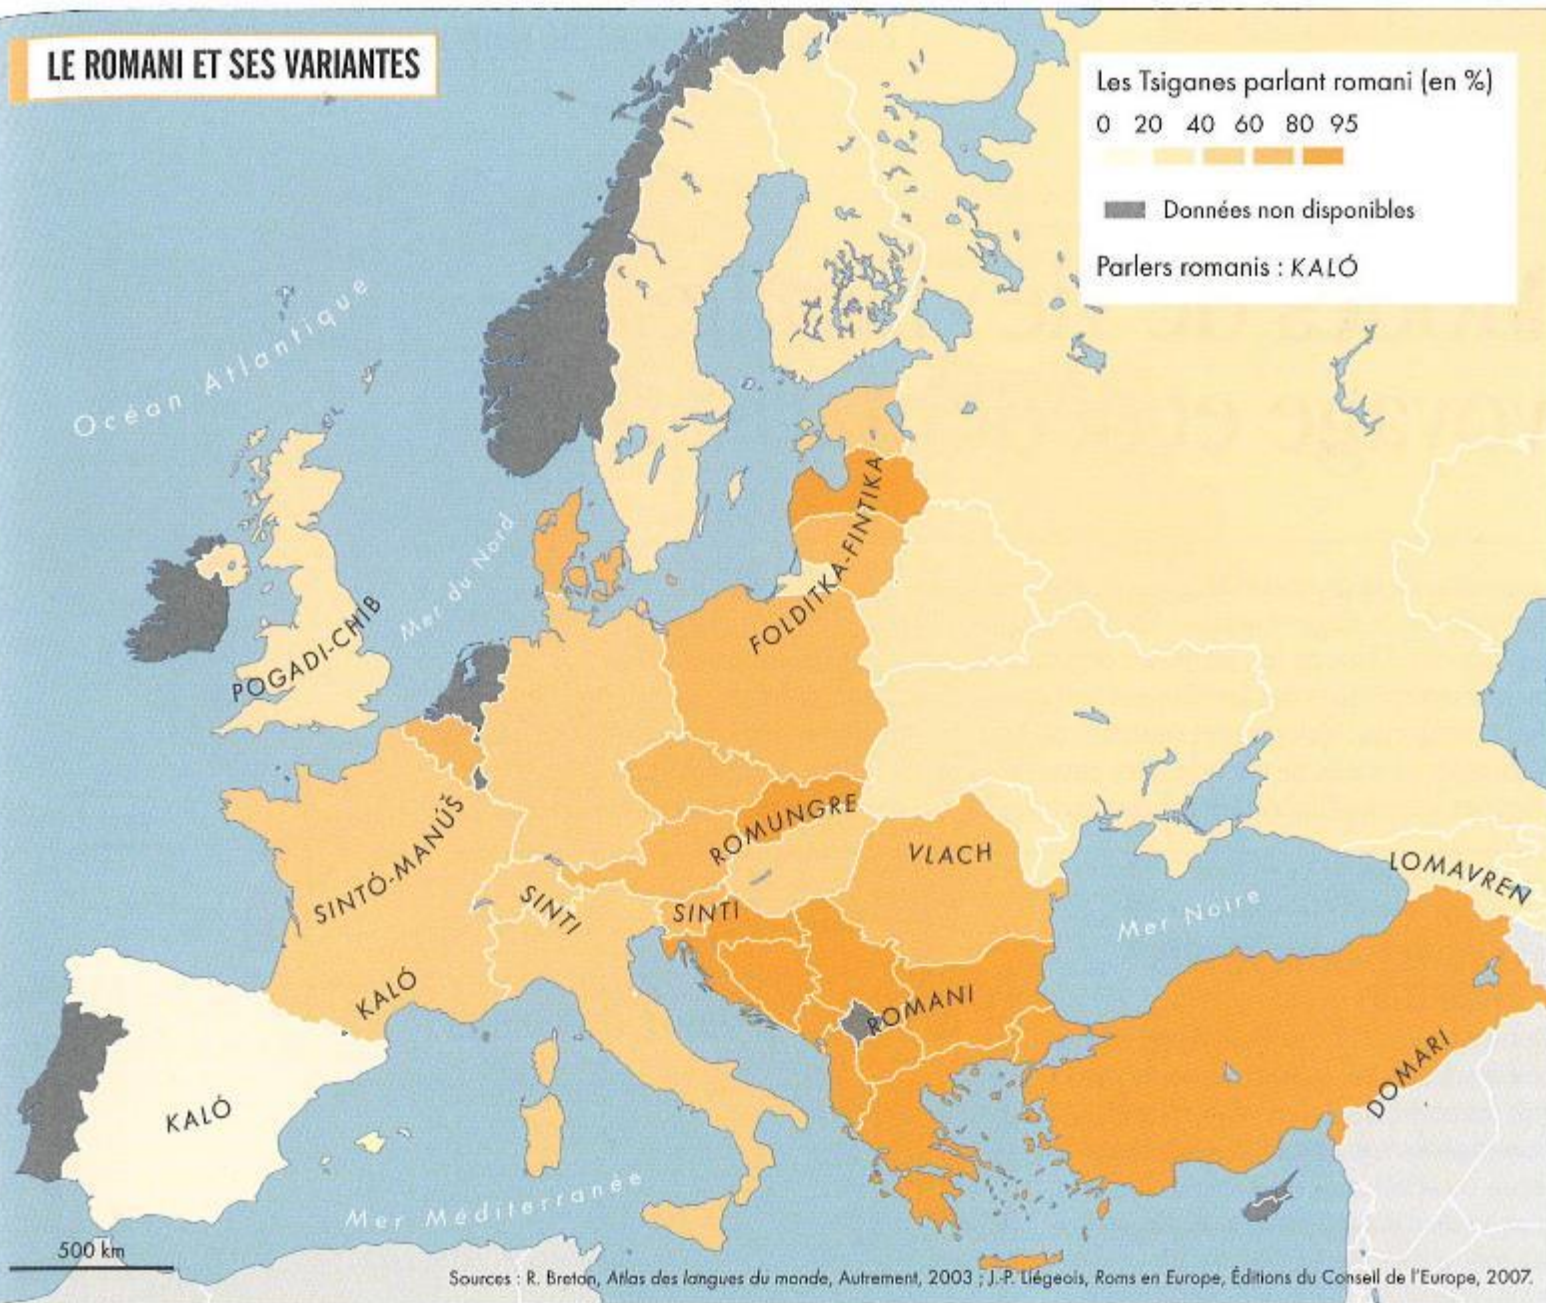 LE ROMANI ET SES VARIANTES
Les Tsiganes parlant romani (en %)
0 20 40 60 80 95
Données non disponibles
Parlers romanis : KALÓ
Océan Atlantique
Mer du Nord
FOLDITKA-FINTIKA
POGADI-CHIB
SINTÓ-MANÚŠ
ROMUNGRE
VLACH
LOMAVREN
SINTI
SINTI
Mer Noire
KALÓ
ROMANI
DOMARI
KALÓ
Mer Méditerranée
500 km
Sources : R. Breton, Atlas des langues du monde, Autrement, 2003 ; J.-P. Liégeois, Roms en Europe, Éditions du Conseil de l'Europe, 2007.